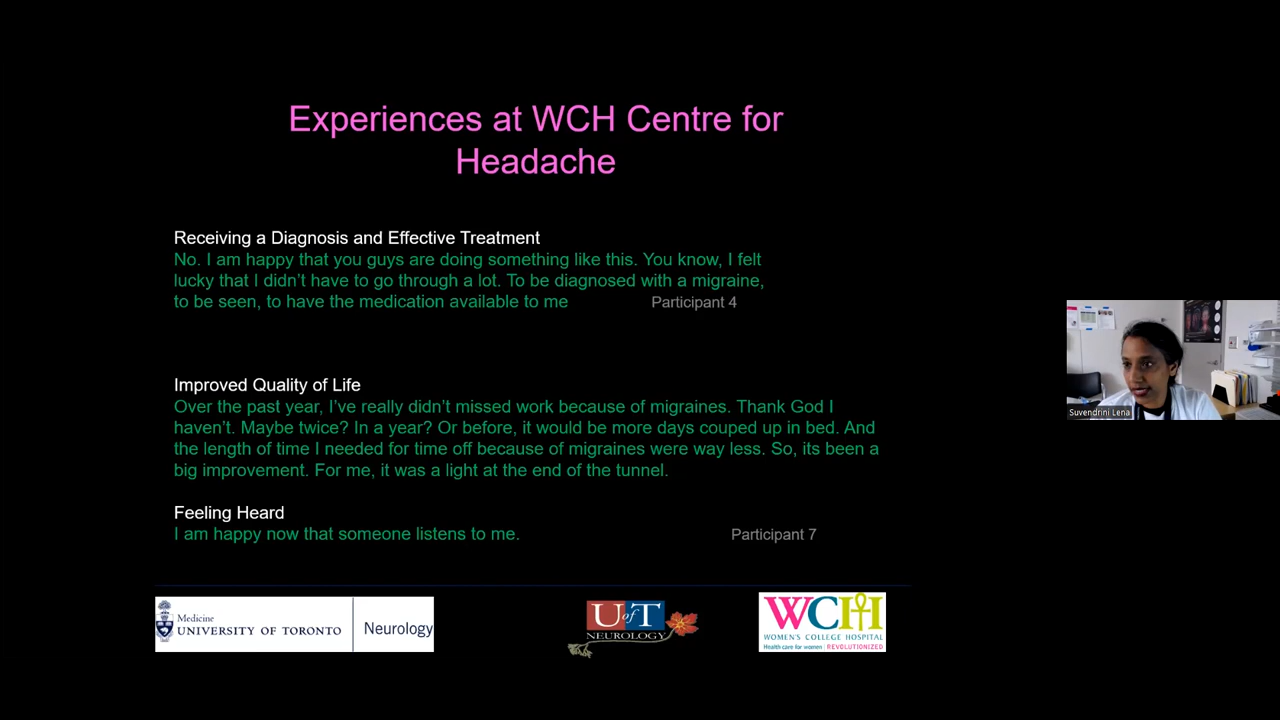 Experiences at WCH Centre for
Headache
Receiving a Diagnosis and Effective Treatment
No. I am happy that you guys are doing something like this. You know, I felt
lucky that I didn’t have to go through a lot. To be diagnosed with a migraine,
to be seen, to have the medication available to me
Participant 4
Improved Quality of Life
Over the past year, I’ve really didn’t missed work because of migraines. Thank God I
haven’t. Maybe twice? In a year? Or before, it would be more days couped up in bed. And
the length of time I needed for time off because of migraines were way less. So, its been a
big improvement. For me, it was a light at the end of the tunnel.
Feeling Heard
I am happy now that someone listens to me.
Participant 7
Suvendrini Lena
Medicine
UNIVERSITY OF TORONTO
Neurology
UofT
NEUROLOGY
WCH
WOMEN'S COLLEGE HOSPITAL
Health care for women | REVOLUTIONIZED